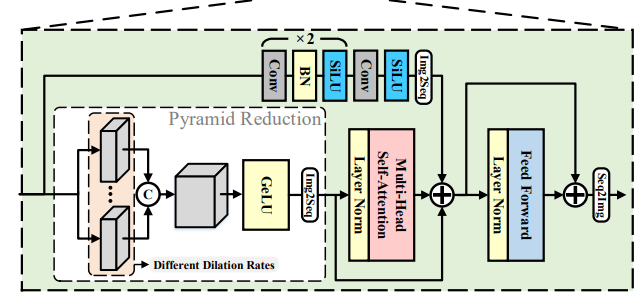 ×2
Conv
BN
SiLU
Conv
SiLU
Img2Seq
Pyramid Reduction
C
GeLU
Img2Seq
Layer Norm
Multi-Head
Self-Attention
Layer Norm
Feed Forward
Seq2Img
Different Dilation Rates